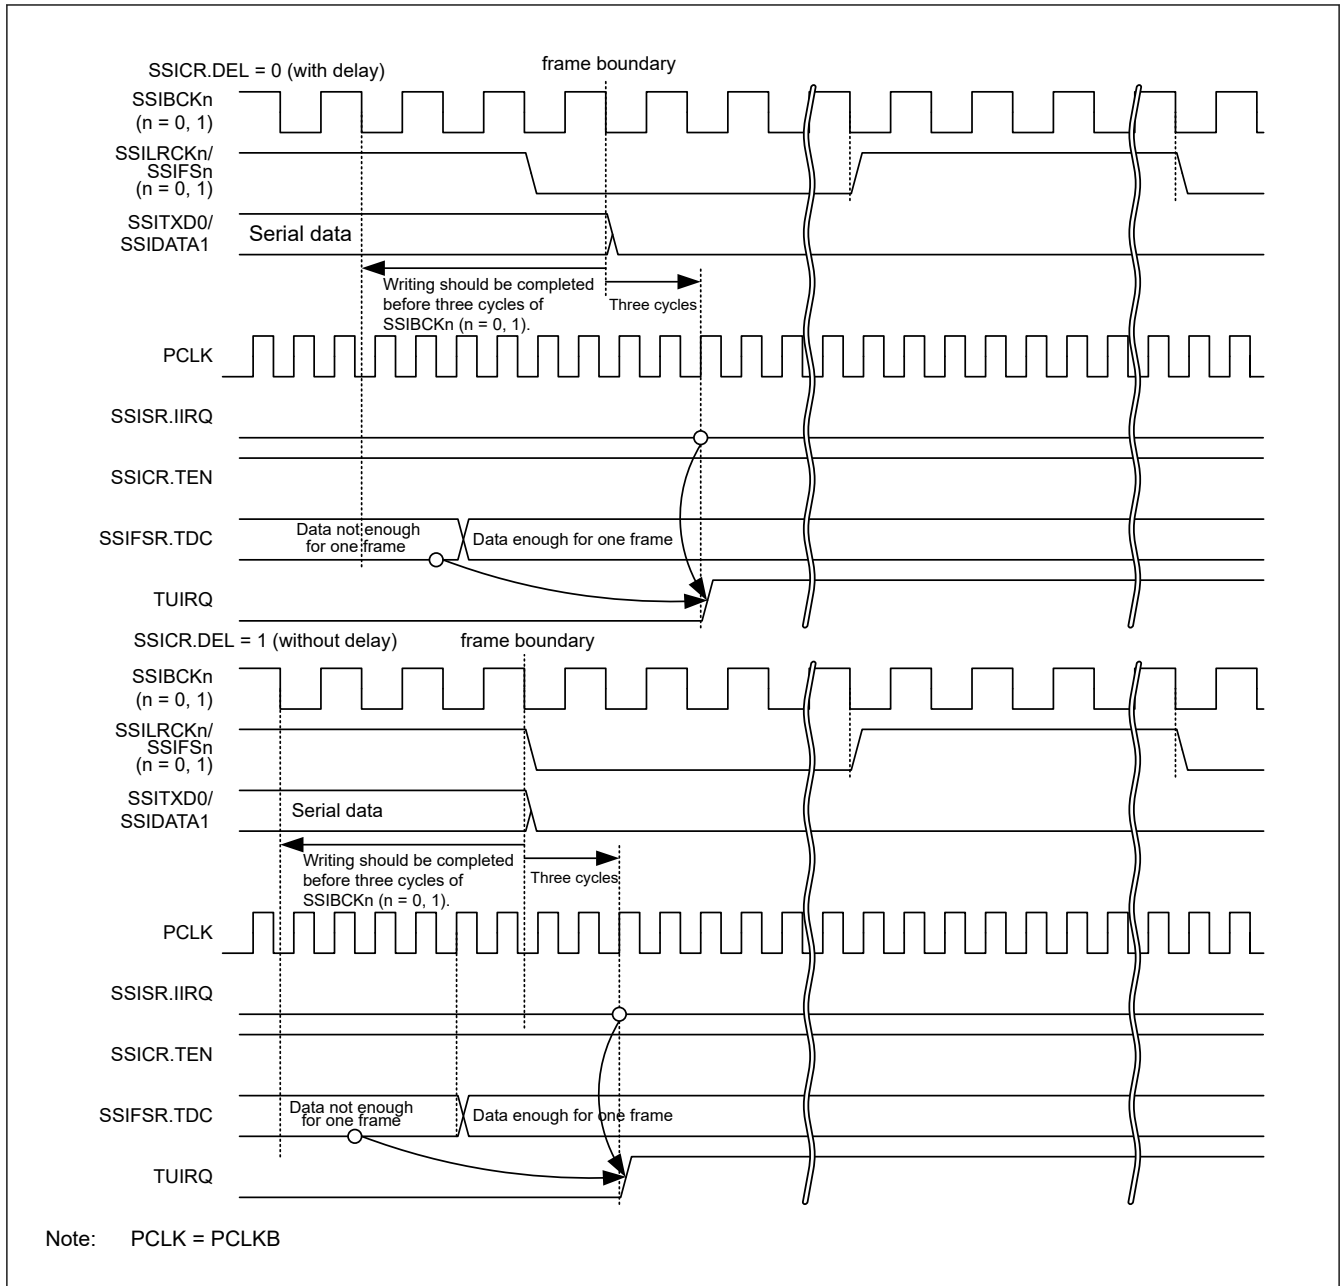 SSICR.DEL = 0 (with delay)
frame boundary
SSIBCKn
(n = 0, 1)
SSILRCKn/
SSIFSn
(n = 0, 1)
SSITXD0/
SSIDATA1
Serial data
Writing should be completed
before three cycles of
SSIBCKn (n = 0, 1).
Three cycles
PCLK
SSISR.IIRQ
SSICR.TEN
SSIFSR.TDC
Data not enough
for one frame
Data enough for one frame
TUIRQ
SSICR.DEL = 1 (without delay)
frame boundary
SSIBCKn
(n = 0, 1)
SSILRCKn/
SSIFSn
(n = 0, 1)
SSITXD0/
SSIDATA1
Serial data
Writing should be completed
before three cycles of
SSIBCKn (n = 0, 1).
Three cycles
PCLK
SSISR.IIRQ
SSICR.TEN
SSIFSR.TDC
Data not enough
for one frame
Data enough for one frame
TUIRQ
Note: PCLK = PCLKB